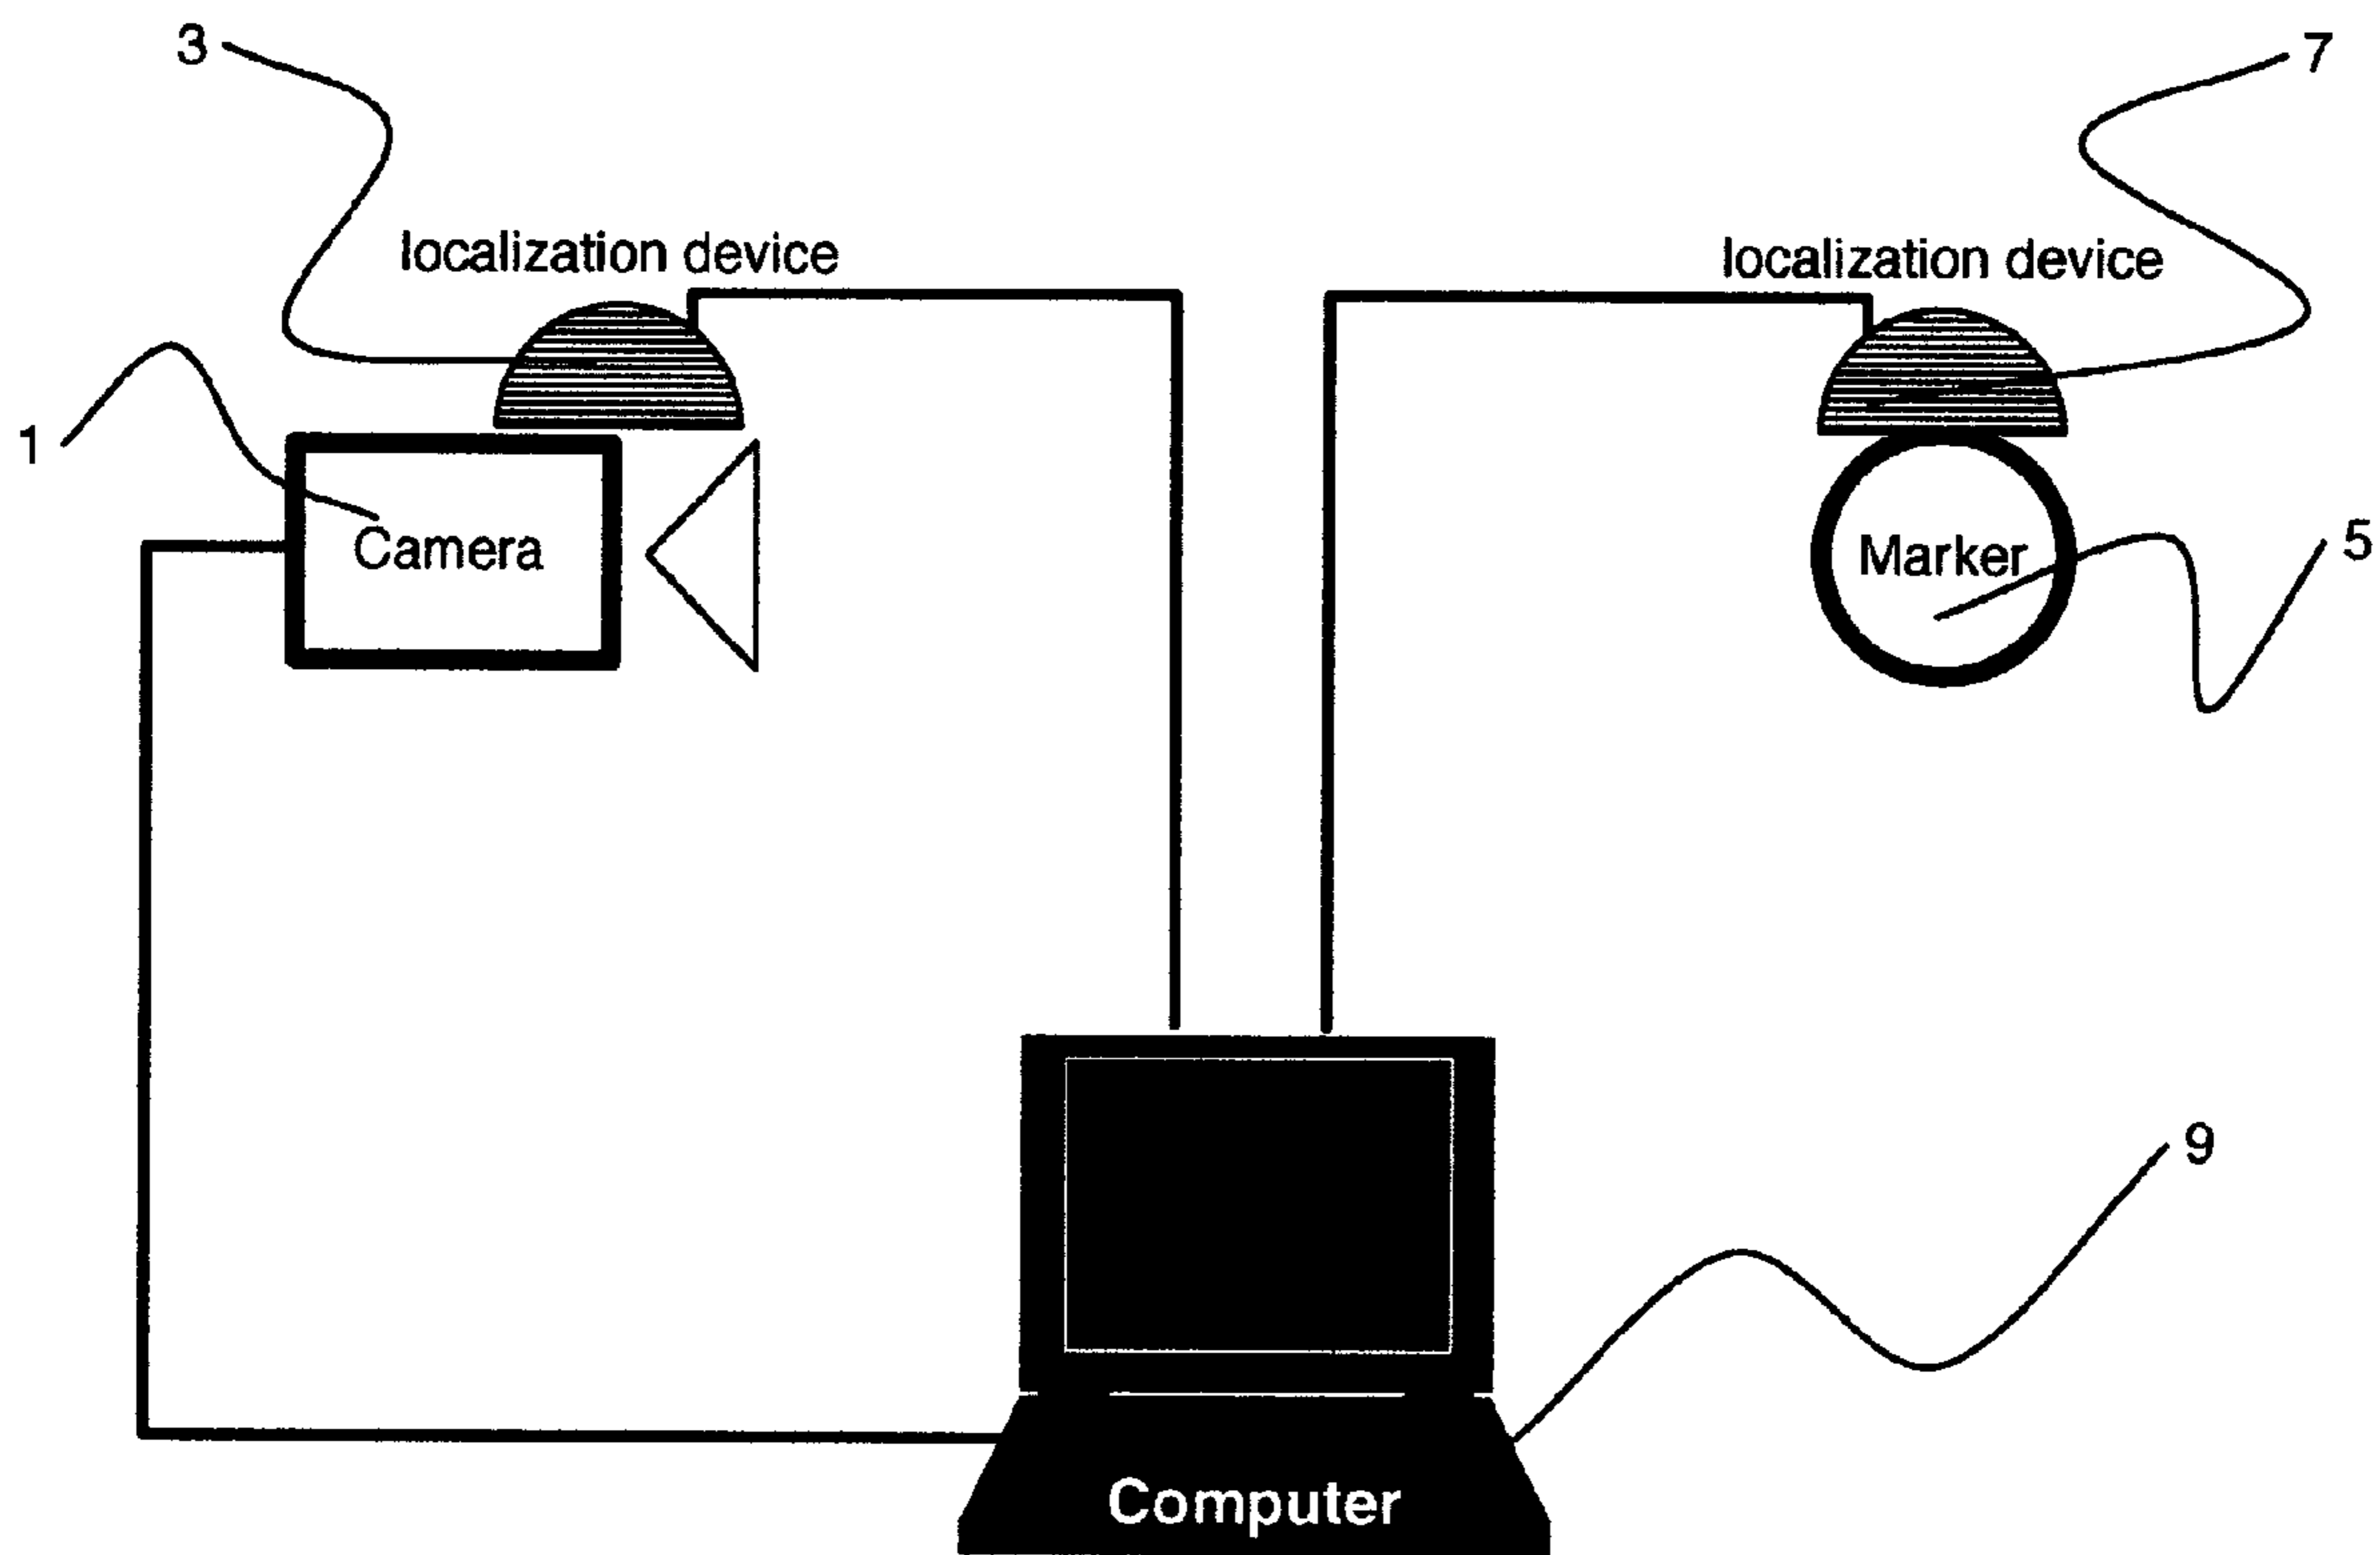 3
7
localization device
localization device
1
Camera
Marker
5
9
Computer